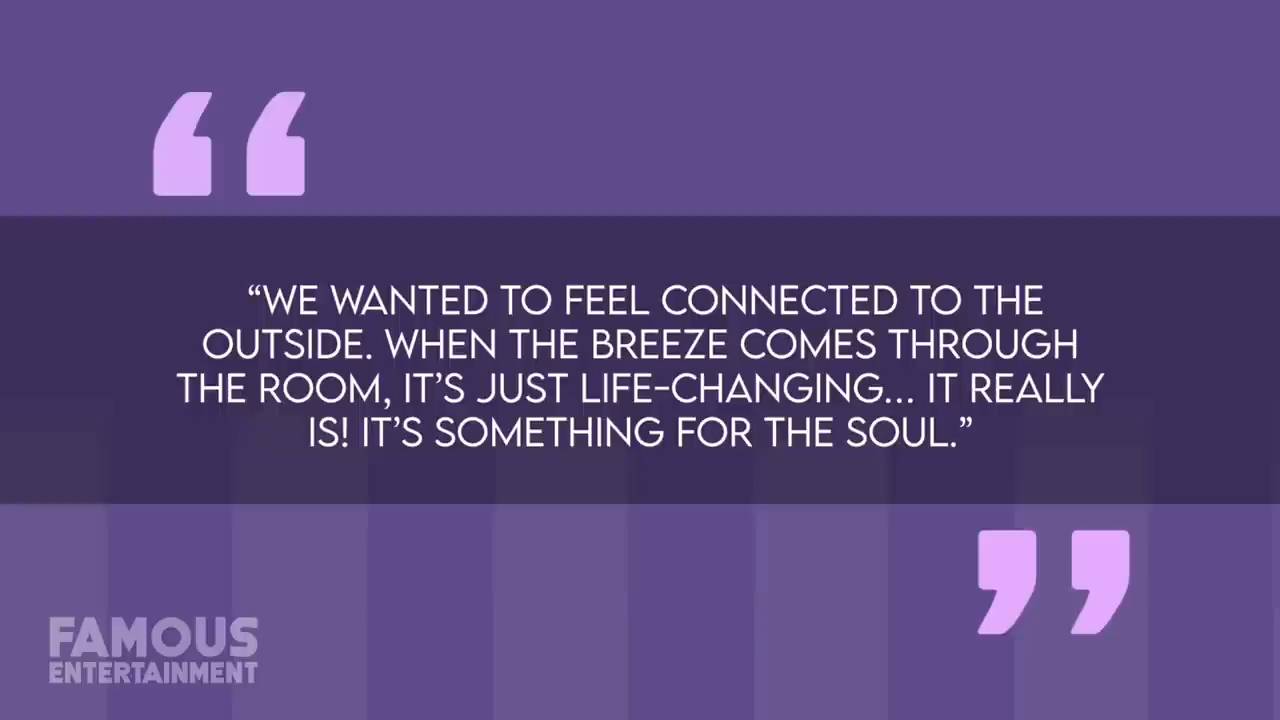 “WE WANTED TO FEEL CONNECTED TO THE
OUTSIDE. WHEN THE BREEZE COMES THROUGH
THE ROOM, IT’S JUST LIFE-CHANGING... IT REALLY
IS! IT’S SOMETHING FOR THE SOUL.”
FAMOUS
ENTERTAINMENT